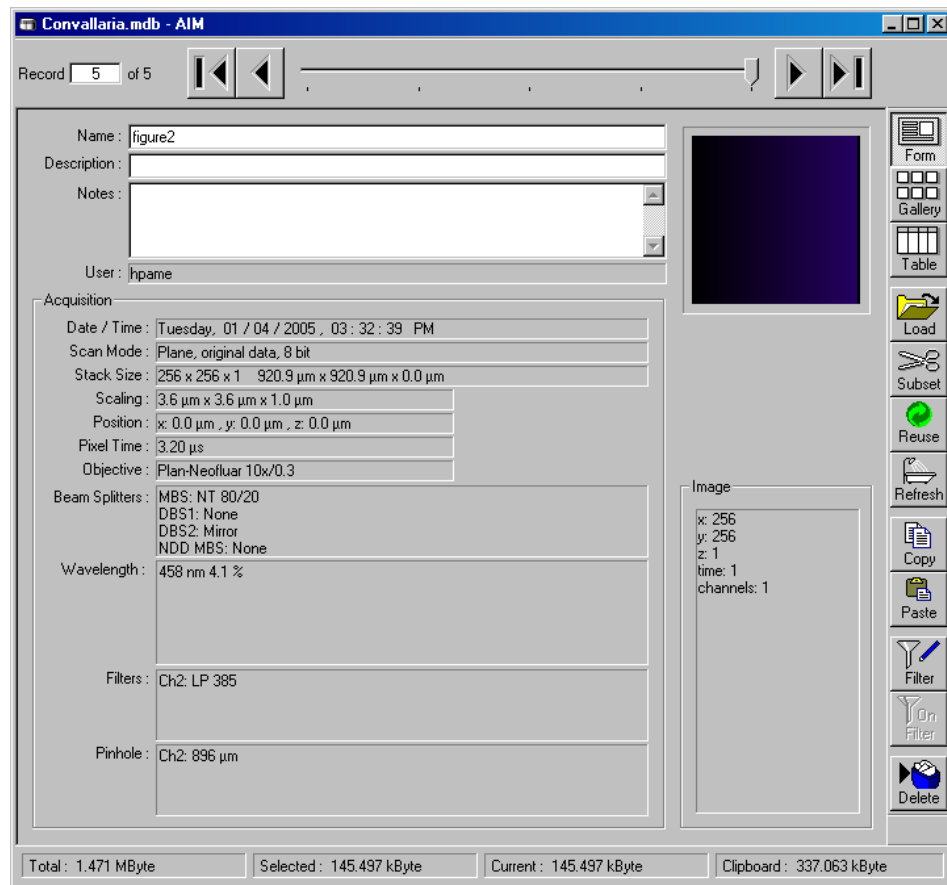 Convallaria.mdb - AIM
Record 5 of 5
Name : figure2
Description :
Notes :
User : hpame
Acquisition
Date / Time : Tuesday, 01 / 04 / 2005 , 03 : 32 : 39 PM
Scan Mode : Plane, original data, 8 bit
Stack Size : 256 x 256 x 1 920.9 µm x 920.9 µm x 0.0 µm
Scaling : 3.6 µm x 3.6 µm x 1.0 µm
Position : x: 0.0 µm , y: 0.0 µm , z: 0.0 µm
Pixel Time : 3.20 µs
Objective : Plan-Neofluar 10x/0.3
Beam Splitters : MBS: NT 80/20
DBS1: None
DBS2: Mirror
NDD MBS: None
Wavelength : 458 nm 4.1 %
Filters : Ch2: LP 385
Pinhole : Ch2: 896 µm
Image
x: 256
y: 256
z: 1
time: 1
channels: 1
Form
Gallery
Table
Load
Subset
Reuse
Refresh
Copy
Paste
Filter
On
Filter
Delete
Total : 1.471 MByte Selected : 145.497 kByte Current : 145.497 kByte Clipboard : 337.063 kByte